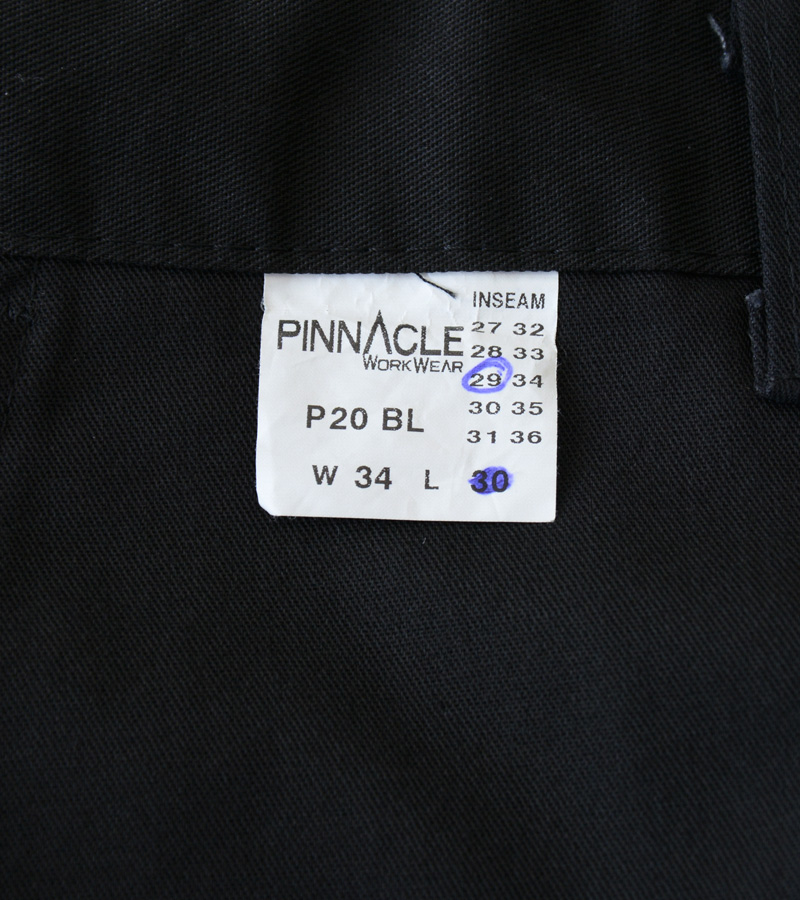 PINNACLE
WORKWEAR
P20 BL
W 34 L 30
INSEAM
27 32
28 33
29 34
30 35
31 36